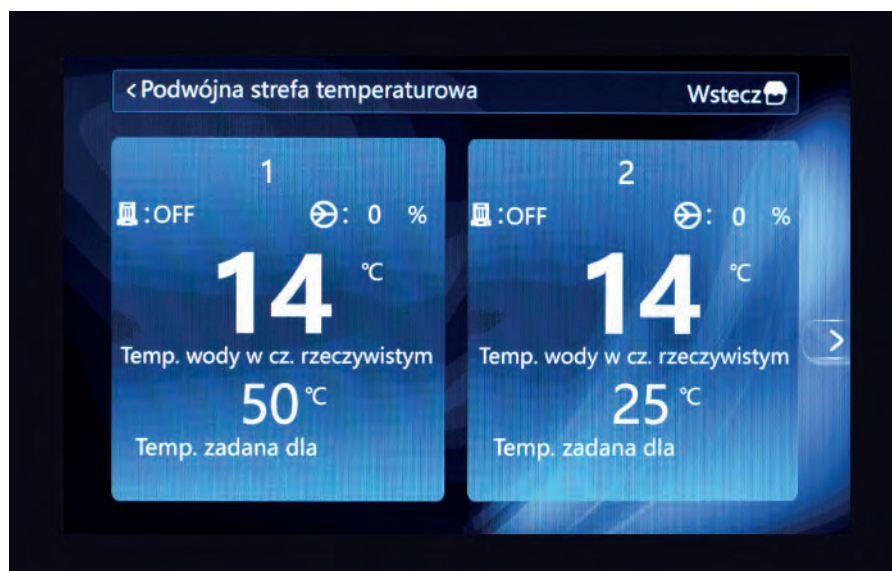 <Podwójna strefa temperaturowa Wstecz
1
:OFF : 0 %
14 °C
Temp. wody w cz. rzeczywistym
50 °C
Temp. zadana dla
2
:OFF : 0 %
14 °C
Temp. wody w cz. rzeczywistym
25 °C
Temp. zadana dla
>